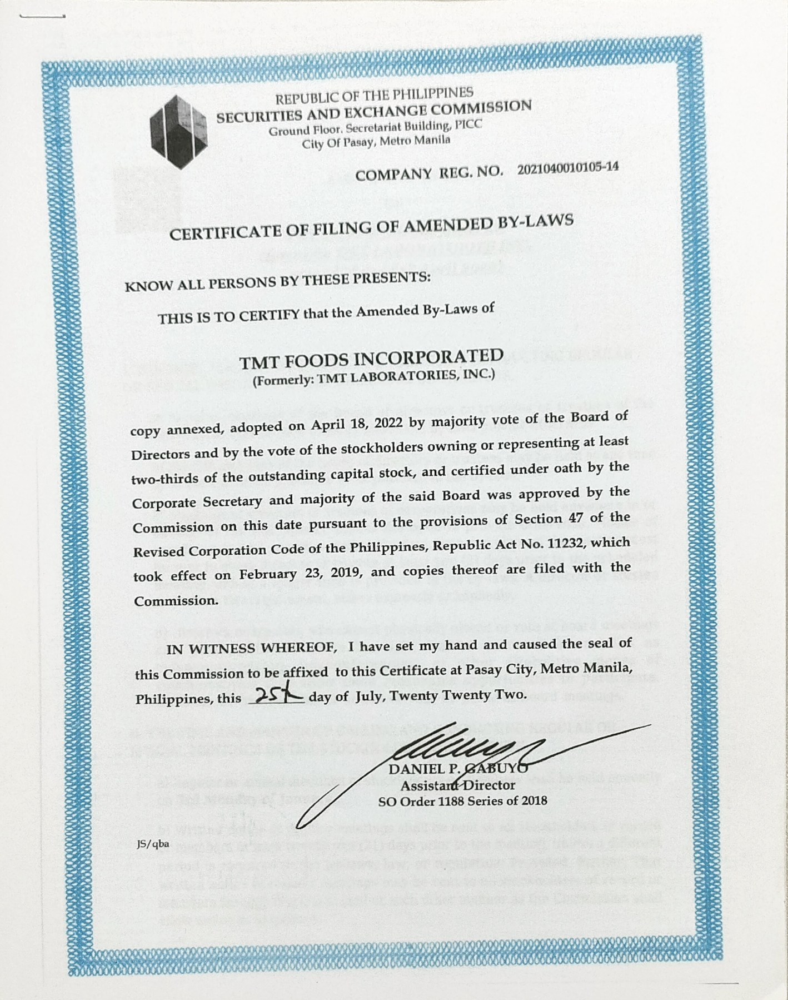 REPUBLIC OF THE PHILIPPINES
SECURITIES AND EXCHANGE COMMISSION
Ground Floor. Secretariat Building, PICC
City Of Pasay, Metro Manila
COMPANY REG. NO. 2021040010105-14
CERTIFICATE OF FILING OF AMENDED BY-LAWS
KNOW ALL PERSONS BY THESE PRESENTS:
THIS IS TO CERTIFY that the Amended By-Laws of
TMT FOODS INCORPORATED
(Formerly: TMT LABORATORIES, INC.)
copy annexed, adopted on April 18, 2022 by majority vote of the Board of
Directors and by the vote of the stockholders owning or representing at least
two-thirds of the outstanding capital stock, and certified under oath by the
Corporate Secretary and majority of the said Board was approved by the
Commission on this date pursuant to the provisions of Section 47 of the
Revised Corporation Code of the Philippines, Republic Act No. 11232, which
took effect on February 23, 2019, and copies thereof are filed with the
Commission.
IN WITNESS WHEREOF, I have set my hand and caused the seal of
this Commission to be affixed to this Certificate at Pasay City, Metro Manila,
Philippines, this 25th day of July, Twenty Twenty Two.
DANIEL P. GABUYO
Assistant Director
SO Order 1188 Series of 2018
JS/qba